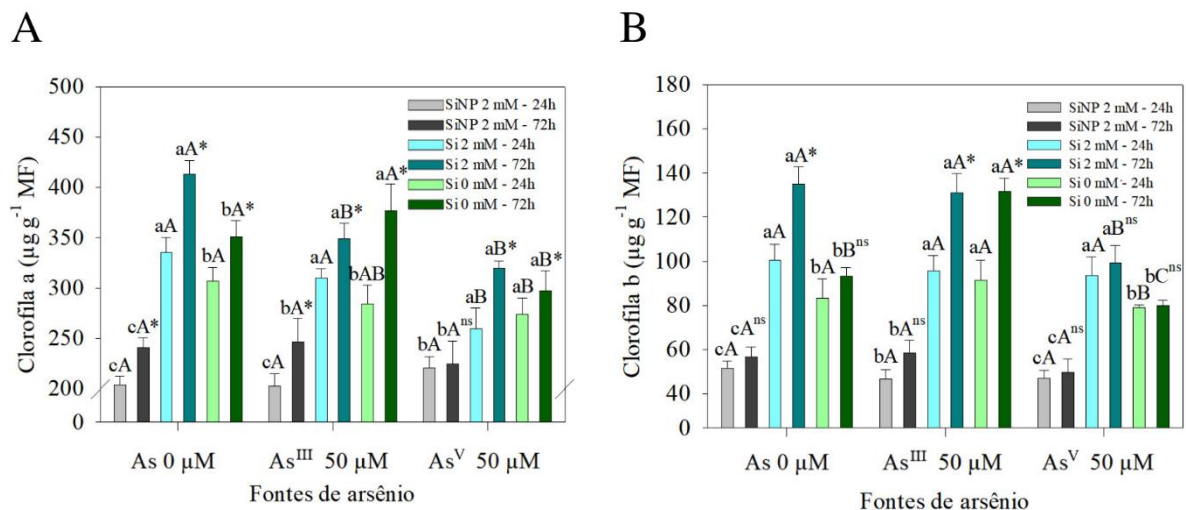 A
Clorofila a (µg g⁻¹ MF)
500
450
400
350
300
250
200
0
SiNP 2 mM - 24h
SiNP 2 mM - 72h
Si 2 mM - 24h
Si 2 mM - 72h
Si 0 mM - 24h
Si 0 mM - 72h
cA
cA*
aA
aA*
bA
bA*
cA
bA*
aA
aB*
bAB
aA*
bA
bAⁿˢ
aB
aB*
aB
aB*
As 0 µM
Asᴵᴵᴵ 50 µM
Asⱽ 50 µM
Fontes de arsênio
B
Clorofila b (µg g⁻¹ MF)
180
160
140
120
100
80
60
40
0
SiNP 2 mM - 24h
SiNP 2 mM - 72h
Si 2 mM - 24h
Si 2 mM - 72h
Si 0 mM - 24h
Si 0 mM - 72h
cA
cAⁿˢ
aA
aA*
bA
bBⁿˢ
bA
bAⁿˢ
aA
aA*
aA
aA*
cA
cAⁿˢ
aA
aBⁿˢ
bB
bCⁿˢ
As 0 µM
Asᴵᴵᴵ 50 µM
Asⱽ 50 µM
Fontes de arsênio